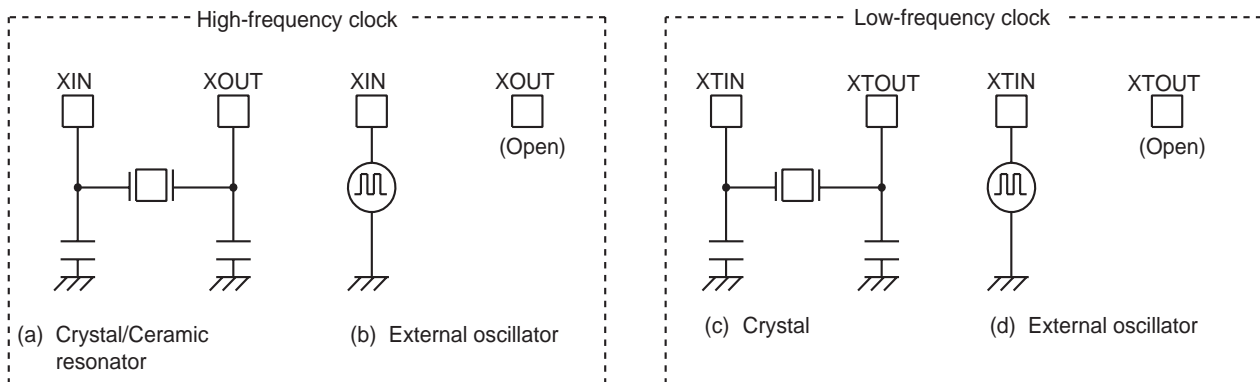 High-frequency clock
XIN
XOUT
XIN
XOUT
(Open)
(a) Crystal/Ceramic
resonator
(b) External oscillator
Low-frequency clock
XTIN
XTOUT
XTIN
XTOUT
(Open)
(c) Crystal
(d) External oscillator